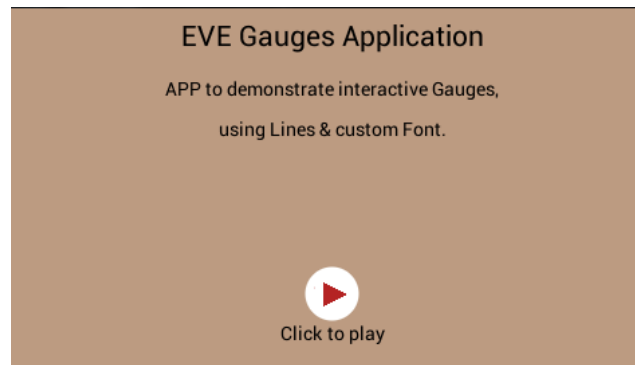 EVE Gauges Application
APP to demonstrate interactive Gauges,
using Lines & custom Font.
Click to play